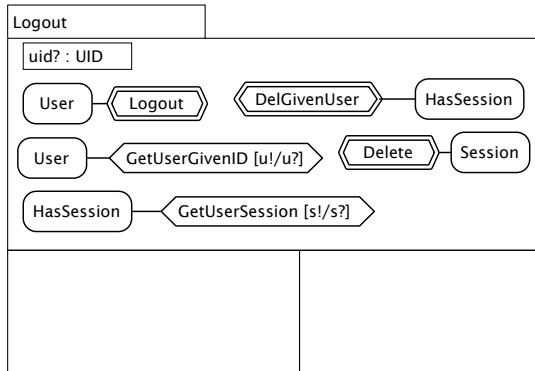 Logout
uid? : UID
User Logout DelGivenUser HasSession
User GetUserGivenID [u!/u?] Delete Session
HasSession GetUserSession [s!/s?]